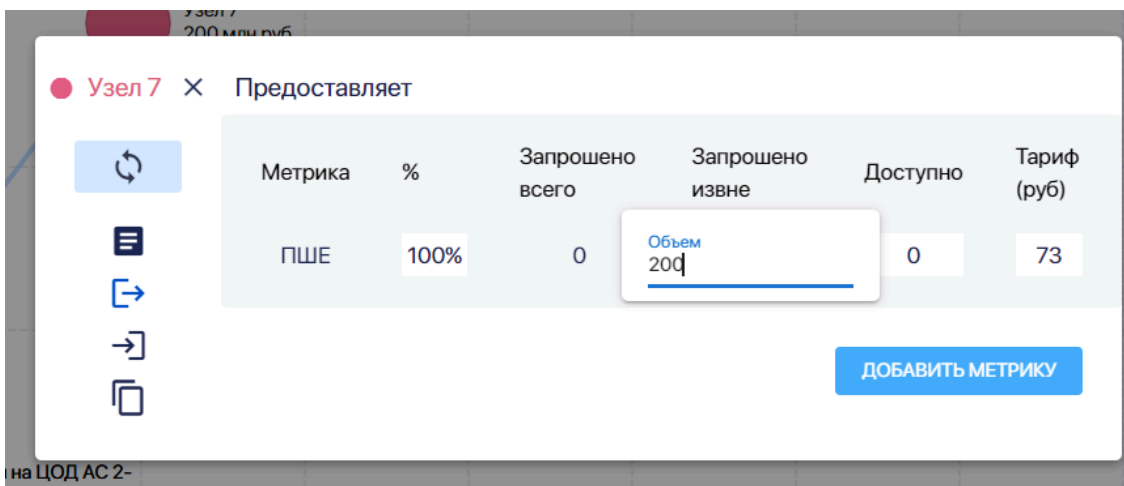 Узел 7
200 млн руб
Узел 7 Предоставляет
Метрика % Запрошено всего Запрошено извне Доступно Тариф (руб)
ПШЕ 100% 0 Объем 200 0 73
ДОБАВИТЬ МЕТРИКУ
на ЦОД АС 2-